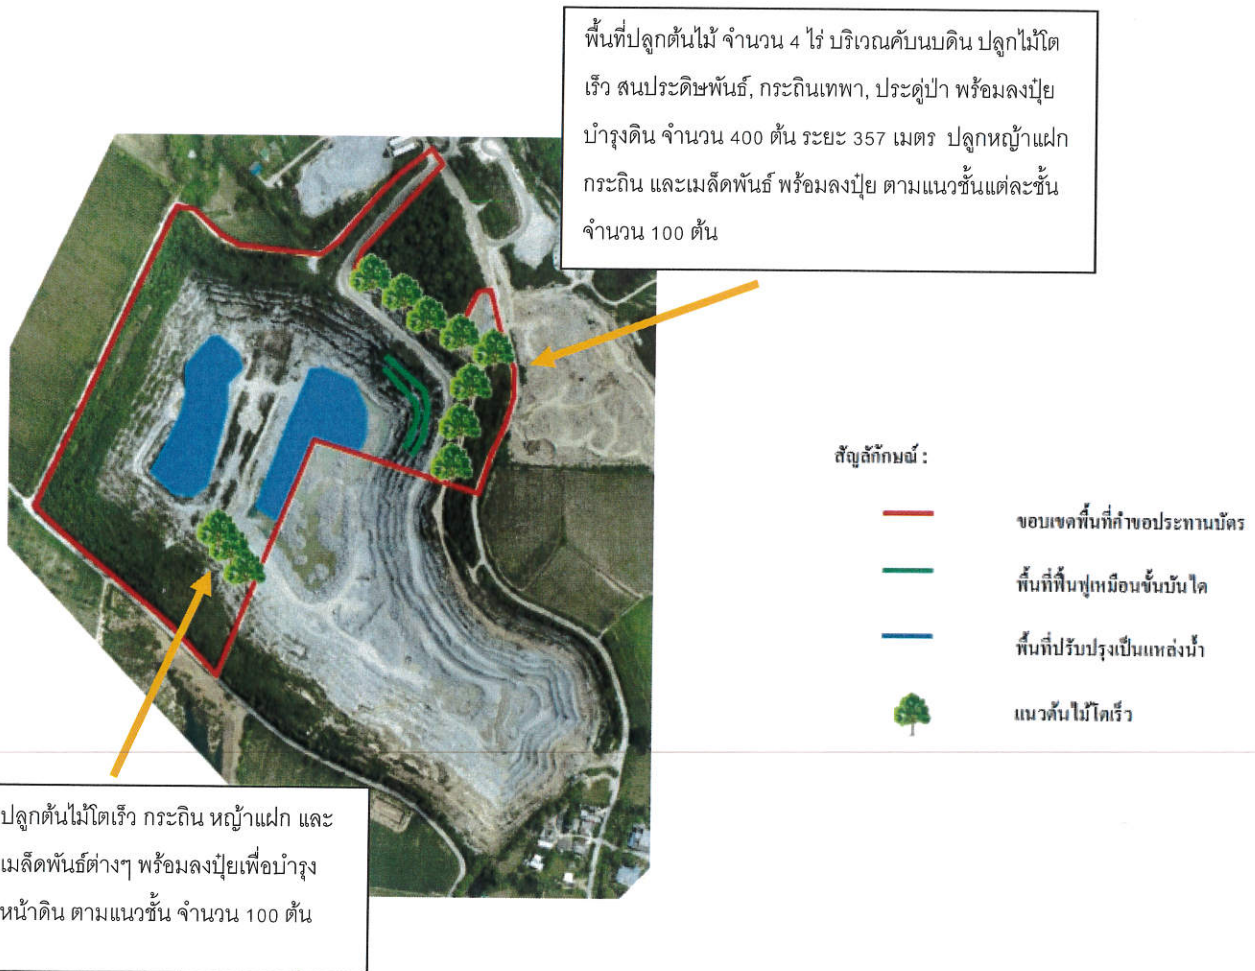 พื้นที่ปลูกต้นไม้ จำนวน 4 ไร่ บริเวณคับนบดิน ปลูกไม้โต
เร็ว สนประดิษพันธ์, กระถินเทพา, ประดู่ป่า พร้อมลงปุ๋ย
บำรุงดิน จำนวน 400 ต้น ระยะ 357 เมตร ปลูกหญ้าแฝก
กระถิน และเมล็ดพันธ์ พร้อมลงปุ๋ย ตามแนวชั้นแต่ละชั้น
จำนวน 100 ต้น
สัญลักษณ์ :
ขอบเขตพื้นที่คำขอประทานบัตร
พื้นที่ฟื้นฟูเหมือนขั้นบันได
พื้นที่ปรับปรุงเป็นแหล่งน้ำ
แนวต้นไม้โตเร็ว
ปลูกต้นไม้โตเร็ว กระถิน หญ้าแฝก และ
เมล็ดพันธ์ต่างๆ พร้อมลงปุ๋ยเพื่อบำรุง
หน้าดิน ตามแนวชั้น จำนวน 100 ต้น